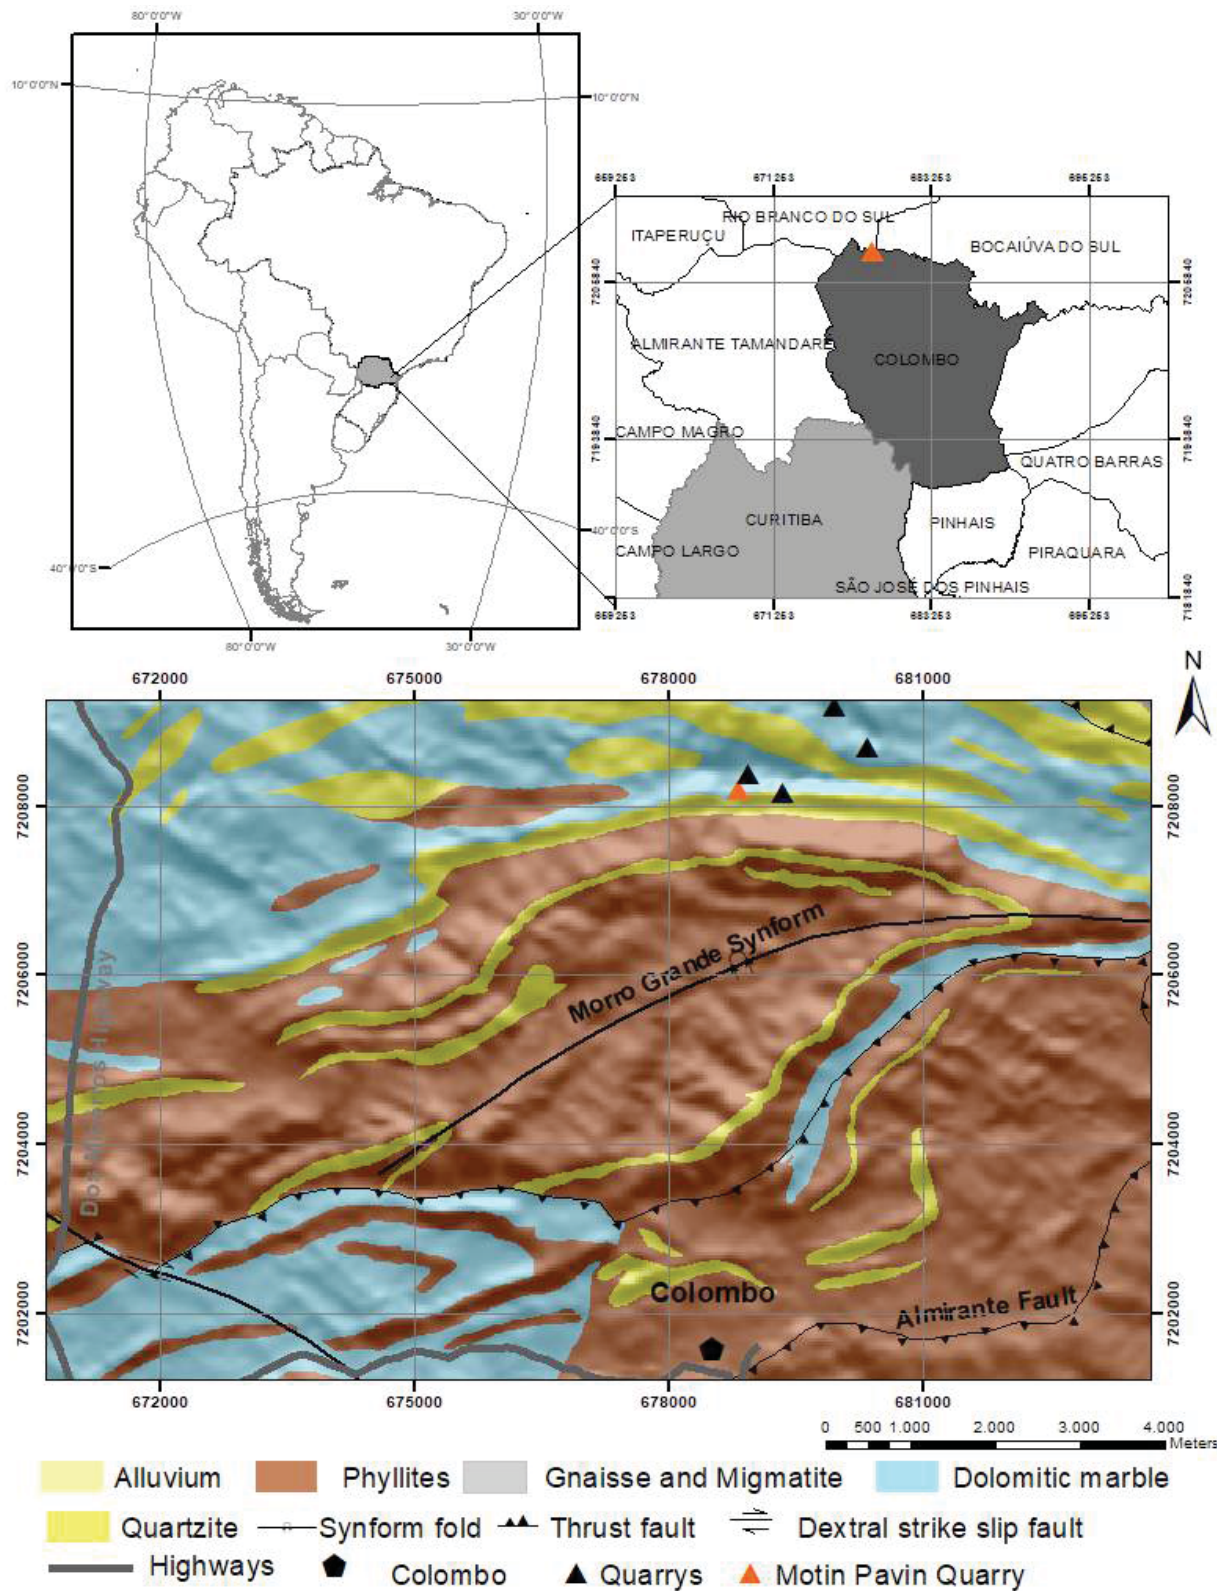 80°0'0"W
30°0'0"W
10°0'0"N
10°0'0"N
40°0'0"S
40°0'0"S
80°0'0"W
30°0'0"W
659253
671253
683253
695253
RIO BRANCO DO SUL
ITAPERUÇU
BOCAIÚVA DO SUL
7205840
7205840
ALMIRANTE TAMANDARÉ
COLOMBO
7193840
7193840
CAMPO MAGRO
QUATRO BARRAS
CURITIBA
PINHAIS
CAMPO LARGO
PIRAQUARA
SÃO JOSÉ DOS PINHAIS
7181840
659253
671253
683253
695253
N
672000
675000
678000
681000
7208000
7208000
Morro Grande Synform
7206000
7206000
7204000
7204000
Colombo
Almirante Fault
7202000
7202000
672000
675000
678000
681000
0 500 1.000 2.000 3.000 4.000
Meters
Alluvium Phyllites Gnaisse and Migmatite Dolomitic marble
Quartzite Synform fold Thrust fault Dextral strike slip fault
Highways Colombo Quarrys Motin Pavin Quarry